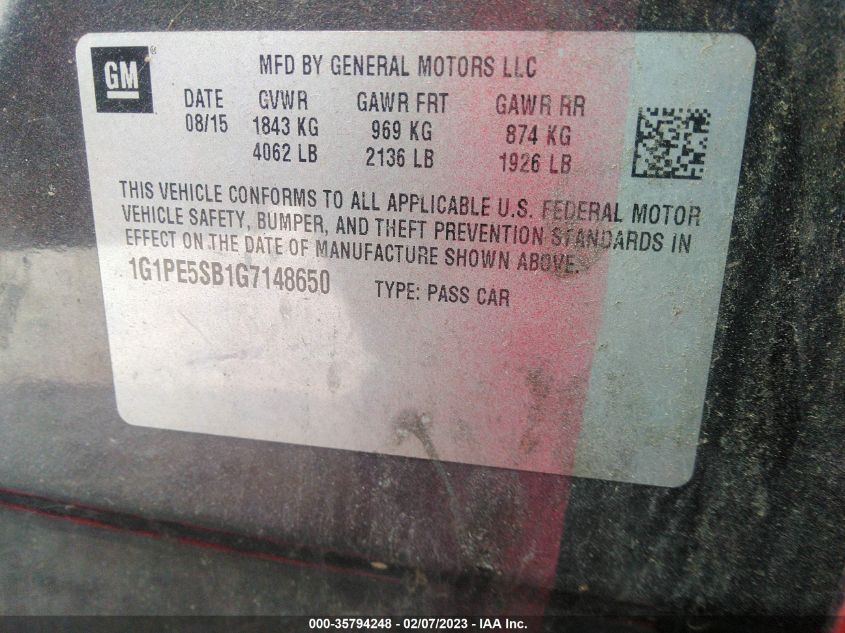 GM®
MFD BY GENERAL MOTORS LLC
DATE GVWR GAWR FRT GAWR RR
08/15 1843 KG 969 KG 874 KG
4062 LB 2136 LB 1926 LB
THIS VEHICLE CONFORMS TO ALL APPLICABLE U.S. FEDERAL MOTOR
VEHICLE SAFETY, BUMPER, AND THEFT PREVENTION STANDARDS IN
EFFECT ON THE DATE OF MANUFACTURE SHOWN ABOVE.
1G1PE5SB1G7148650 TYPE: PASS CAR
000-35794248 - 02/07/2023 - IAA Inc.